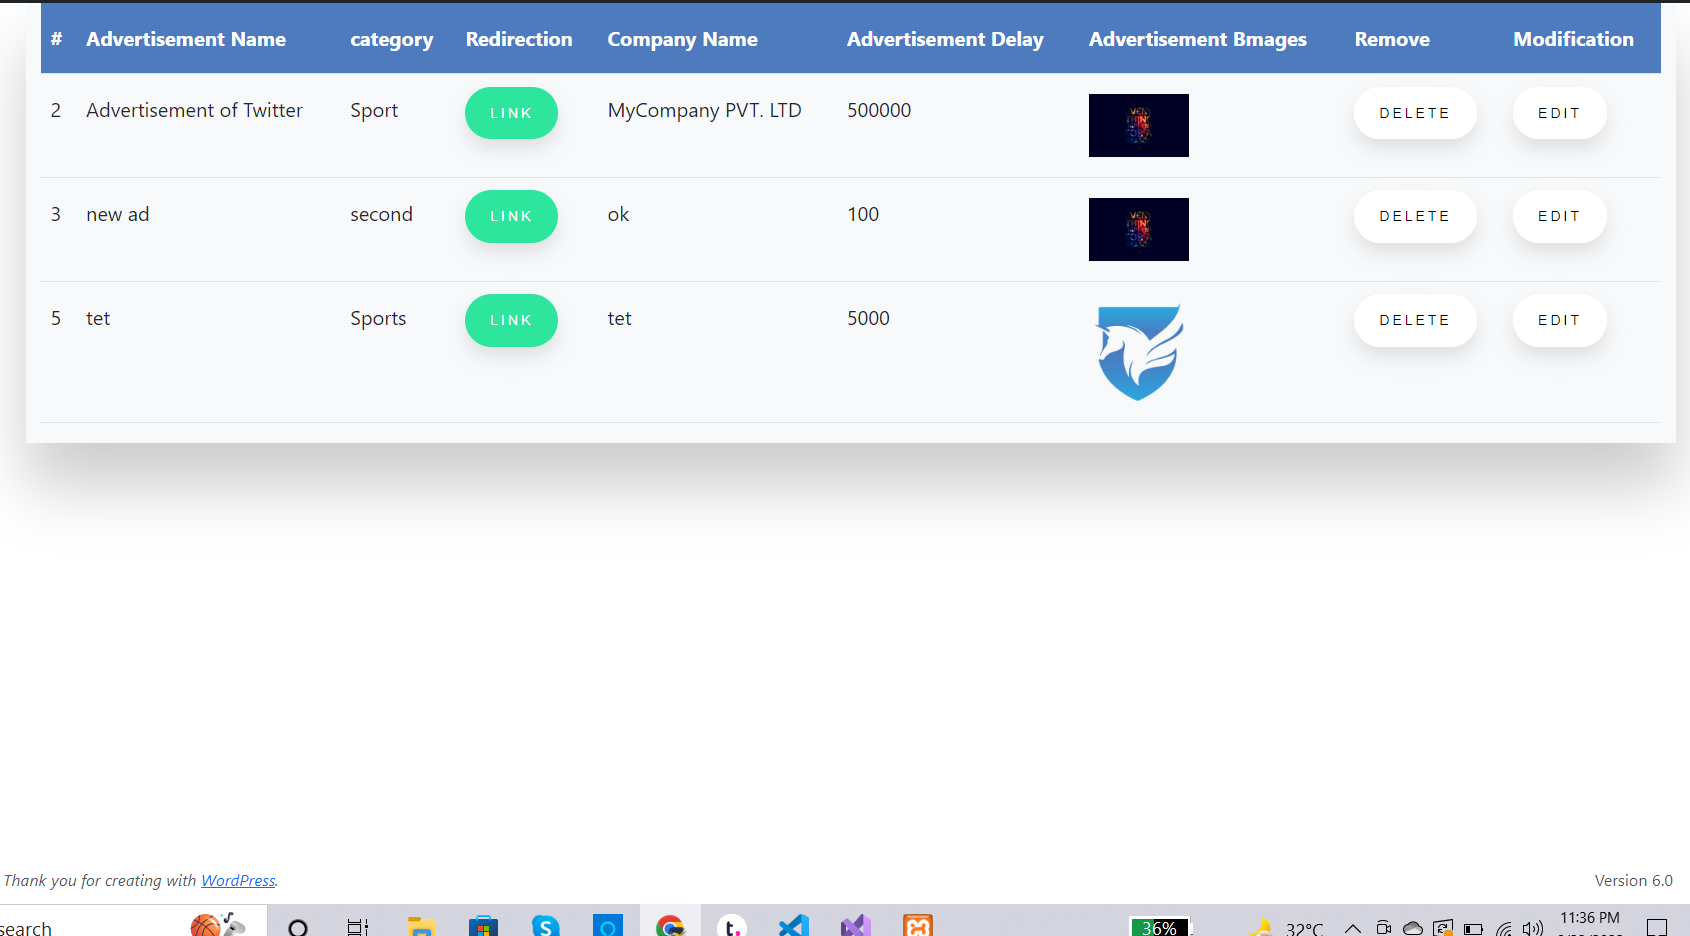 # Advertisement Name category Redirection Company Name Advertisement Delay Advertisement Bmages Remove Modification
2 Advertisement of Twitter Sport LINK MyCompany PVT. LTD 500000 DELETE EDIT
3 new ad second LINK ok 100 DELETE EDIT
5 tet Sports LINK tet 5000 DELETE EDIT
Thank you for creating with WordPress. Version 6.0
search 36% 32°C 11:36 PM